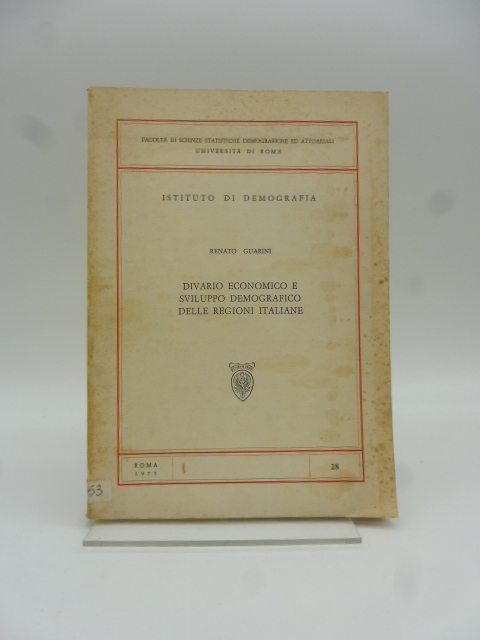 FACOLTÀ DI SCIENZE STATISTICHE DEMOGRAFICHE ED ATTUARIALI
UNIVERSITÀ DI ROMA
ISTITUTO DI DEMOGRAFIA
RENATO GUARINI
DIVARIO ECONOMICO E
SVILUPPO DEMOGRAFICO
DELLE REGIONI ITALIANE
ROMA
28
53